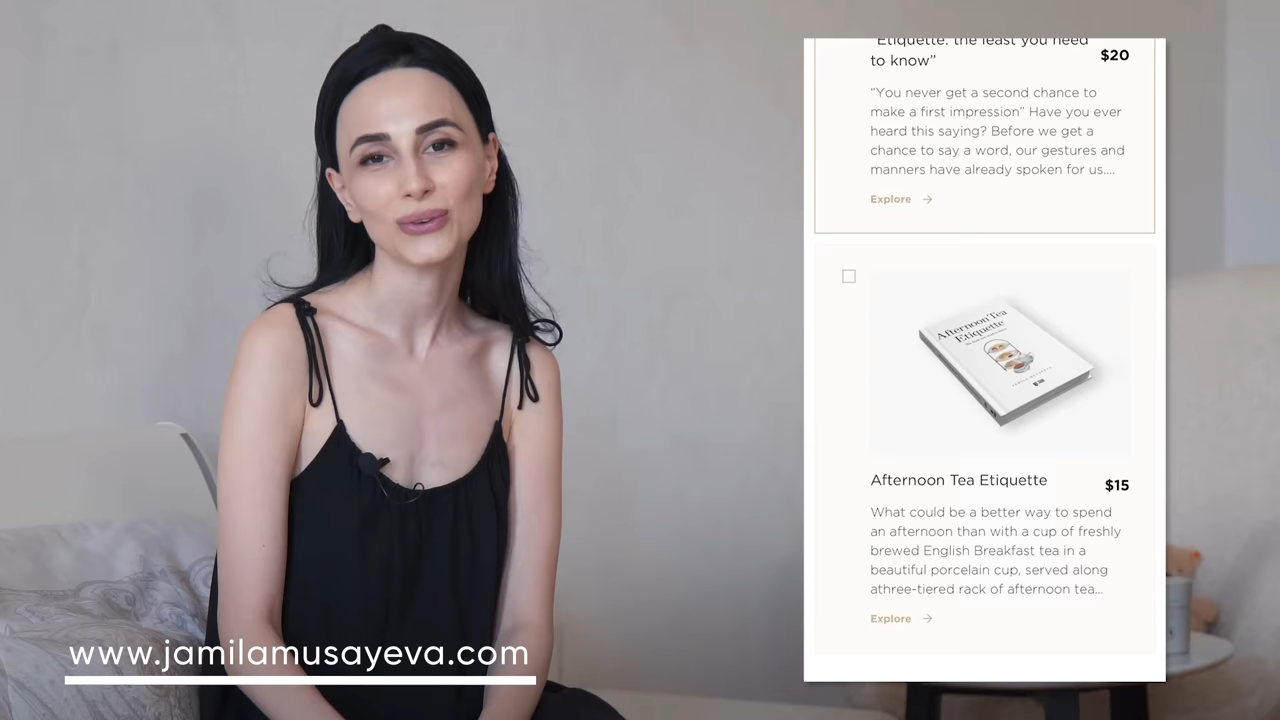 "Etiquette: the least you need
to know"
$20
"You never get a second chance to
make a first impression" Have you ever
heard this saying? Before we get a
chance to say a word, our gestures and
manners have already spoken for us....
Explore
Afternoon Tea
Etiquette
Afternoon Tea Etiquette
$15
What could be a better way to spend
an afternoon than with a cup of freshly
brewed English Breakfast tea in a
beautiful porcelain cup, served along
athree-tiered rack of afternoon tea...
Explore
www.jamilamusayeva.com